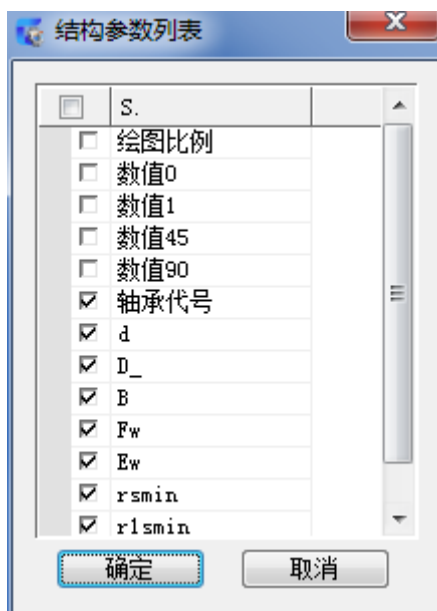 结构参数列表
S.
绘图比例
数值0
数值1
数值45
数值90
轴承代号
d
D_
B
Fw
Ew
rsmin
r1smin
确定
取消